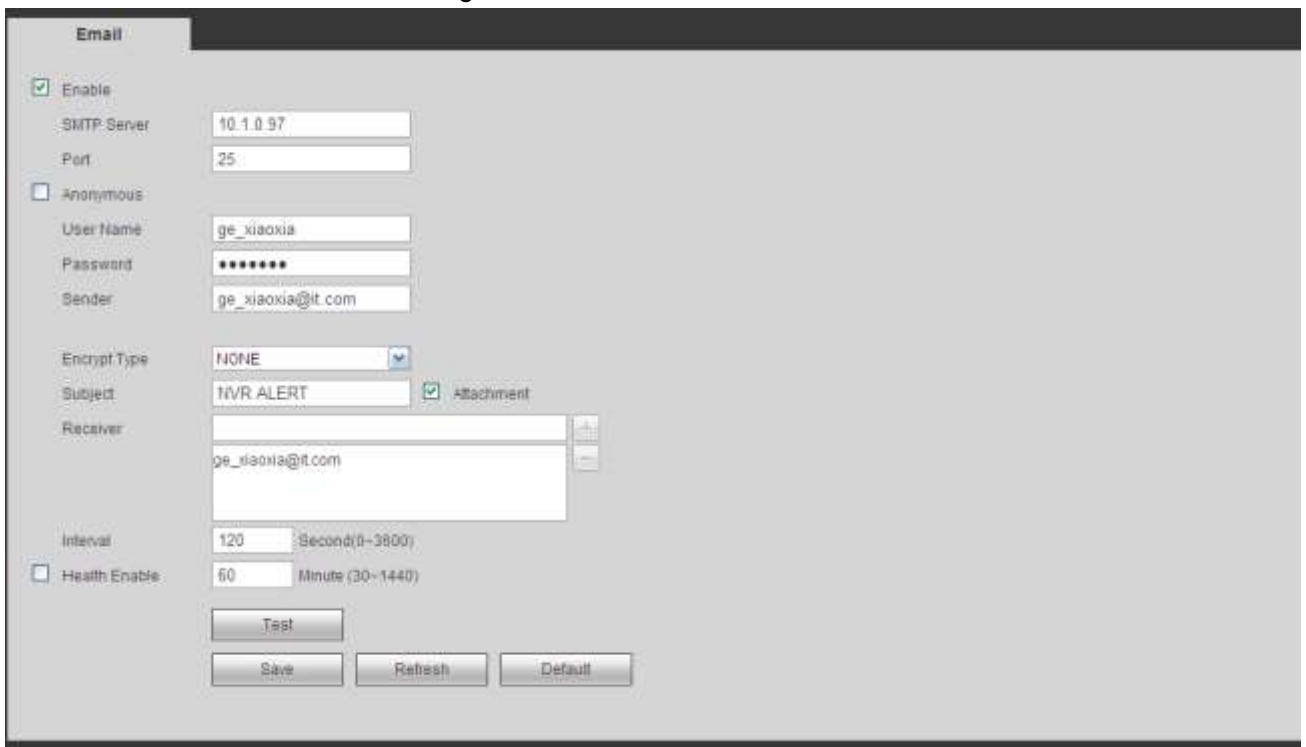 Email
Enable
SMTP Server 10.1.0.97
Port 25
Anonymous
User Name ge_xiaoxia
Password •••••••
Sender ge_xiaoxia@it.com
Encrypt Type NONE
Subject NVR ALERT Attachment
Receiver
ge_xiaoxia@it.com
Interval 120 Second(0~3600)
Health Enable 60 Minute (30~1440)
Test
Save Refresh Default